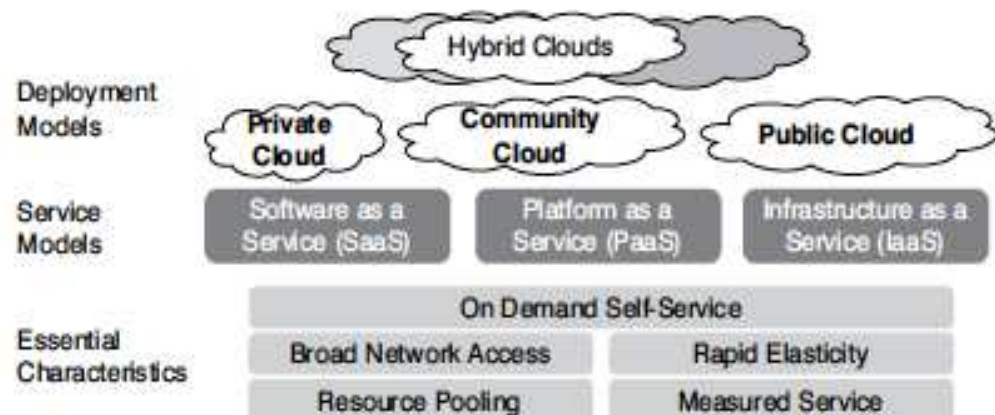 Hybrid Clouds
Deployment
Models
Private
Cloud
Community
Cloud
Public Cloud
Service
Models
Software as a
Service (SaaS)
Platform as a
Service (PaaS)
Infrastructure as a
Service (IaaS)
Essential
Characteristics
On Demand Self-Service
Broad Network Access
Rapid Elasticity
Resource Pooling
Measured Service